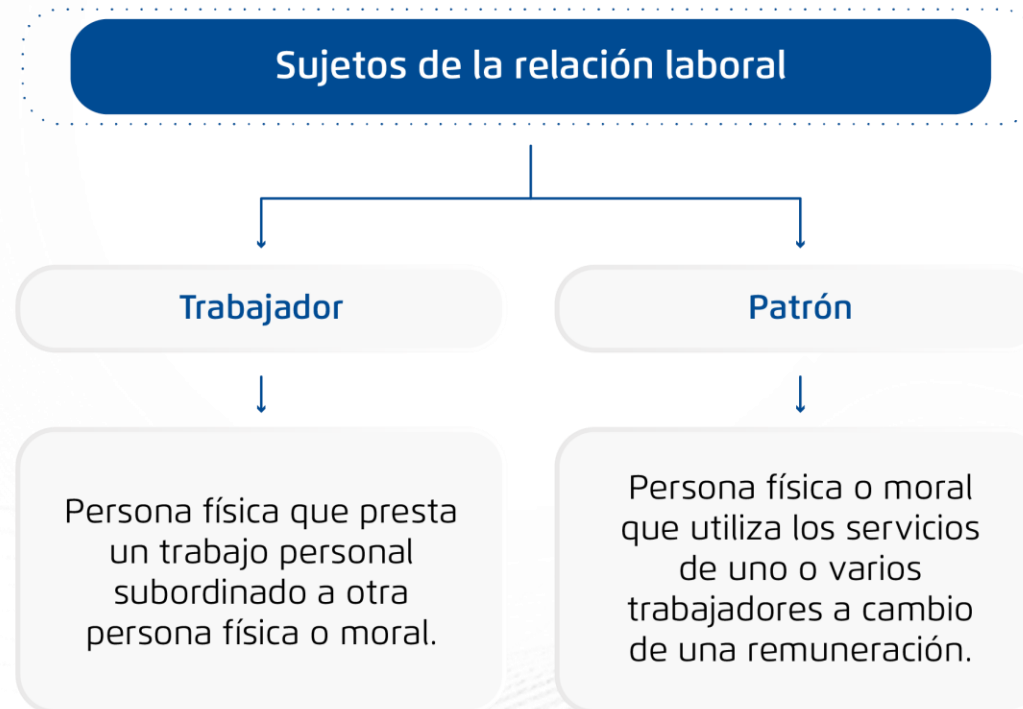 Sujetos de la relación laboral
Trabajador
Patrón
Persona física que presta
un trabajo personal
subordinado a otra
persona física o moral.
Persona física o moral
que utiliza los servicios
de uno o varios
trabajadores a cambio
de una remuneración.